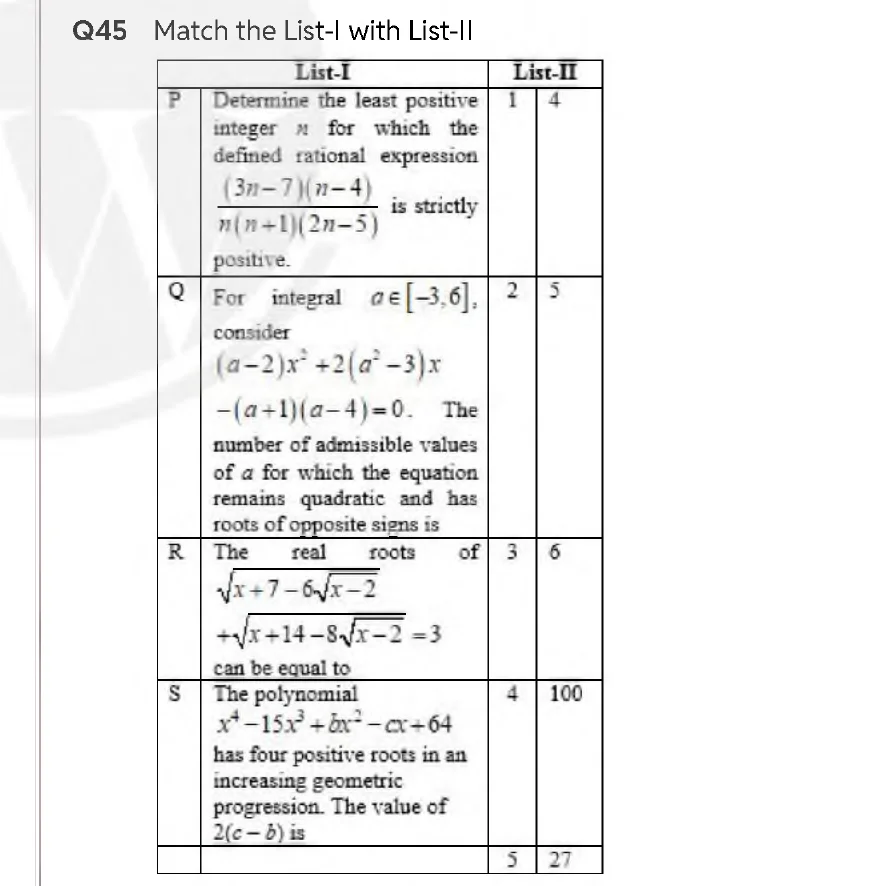 Q45 Match the List-I with List-II
List-I List-II
P Determine the least positive 1 4
integer n for which the
defined rational expression
(3n−7)(n−4)
is strictly
n(n+1)(2n−5)
positive.
Q For integral a∈[−3,6], 2 5
consider
(a−2)x² +2(a² −3)x
−(a+1)(a−4)=0. The
number of admissible values
of a for which the equation
remains quadratic and has
roots of opposite signs is
R The real roots of 3 6
√x+7−6√x−2
+√x+14−8√x−2 =3
can be equal to
S The polynomial 4 100
x⁴ −15x³ +bx² −cx+64
has four positive roots in an
increasing geometric
progression. The value of
2(c−b) is
5 27